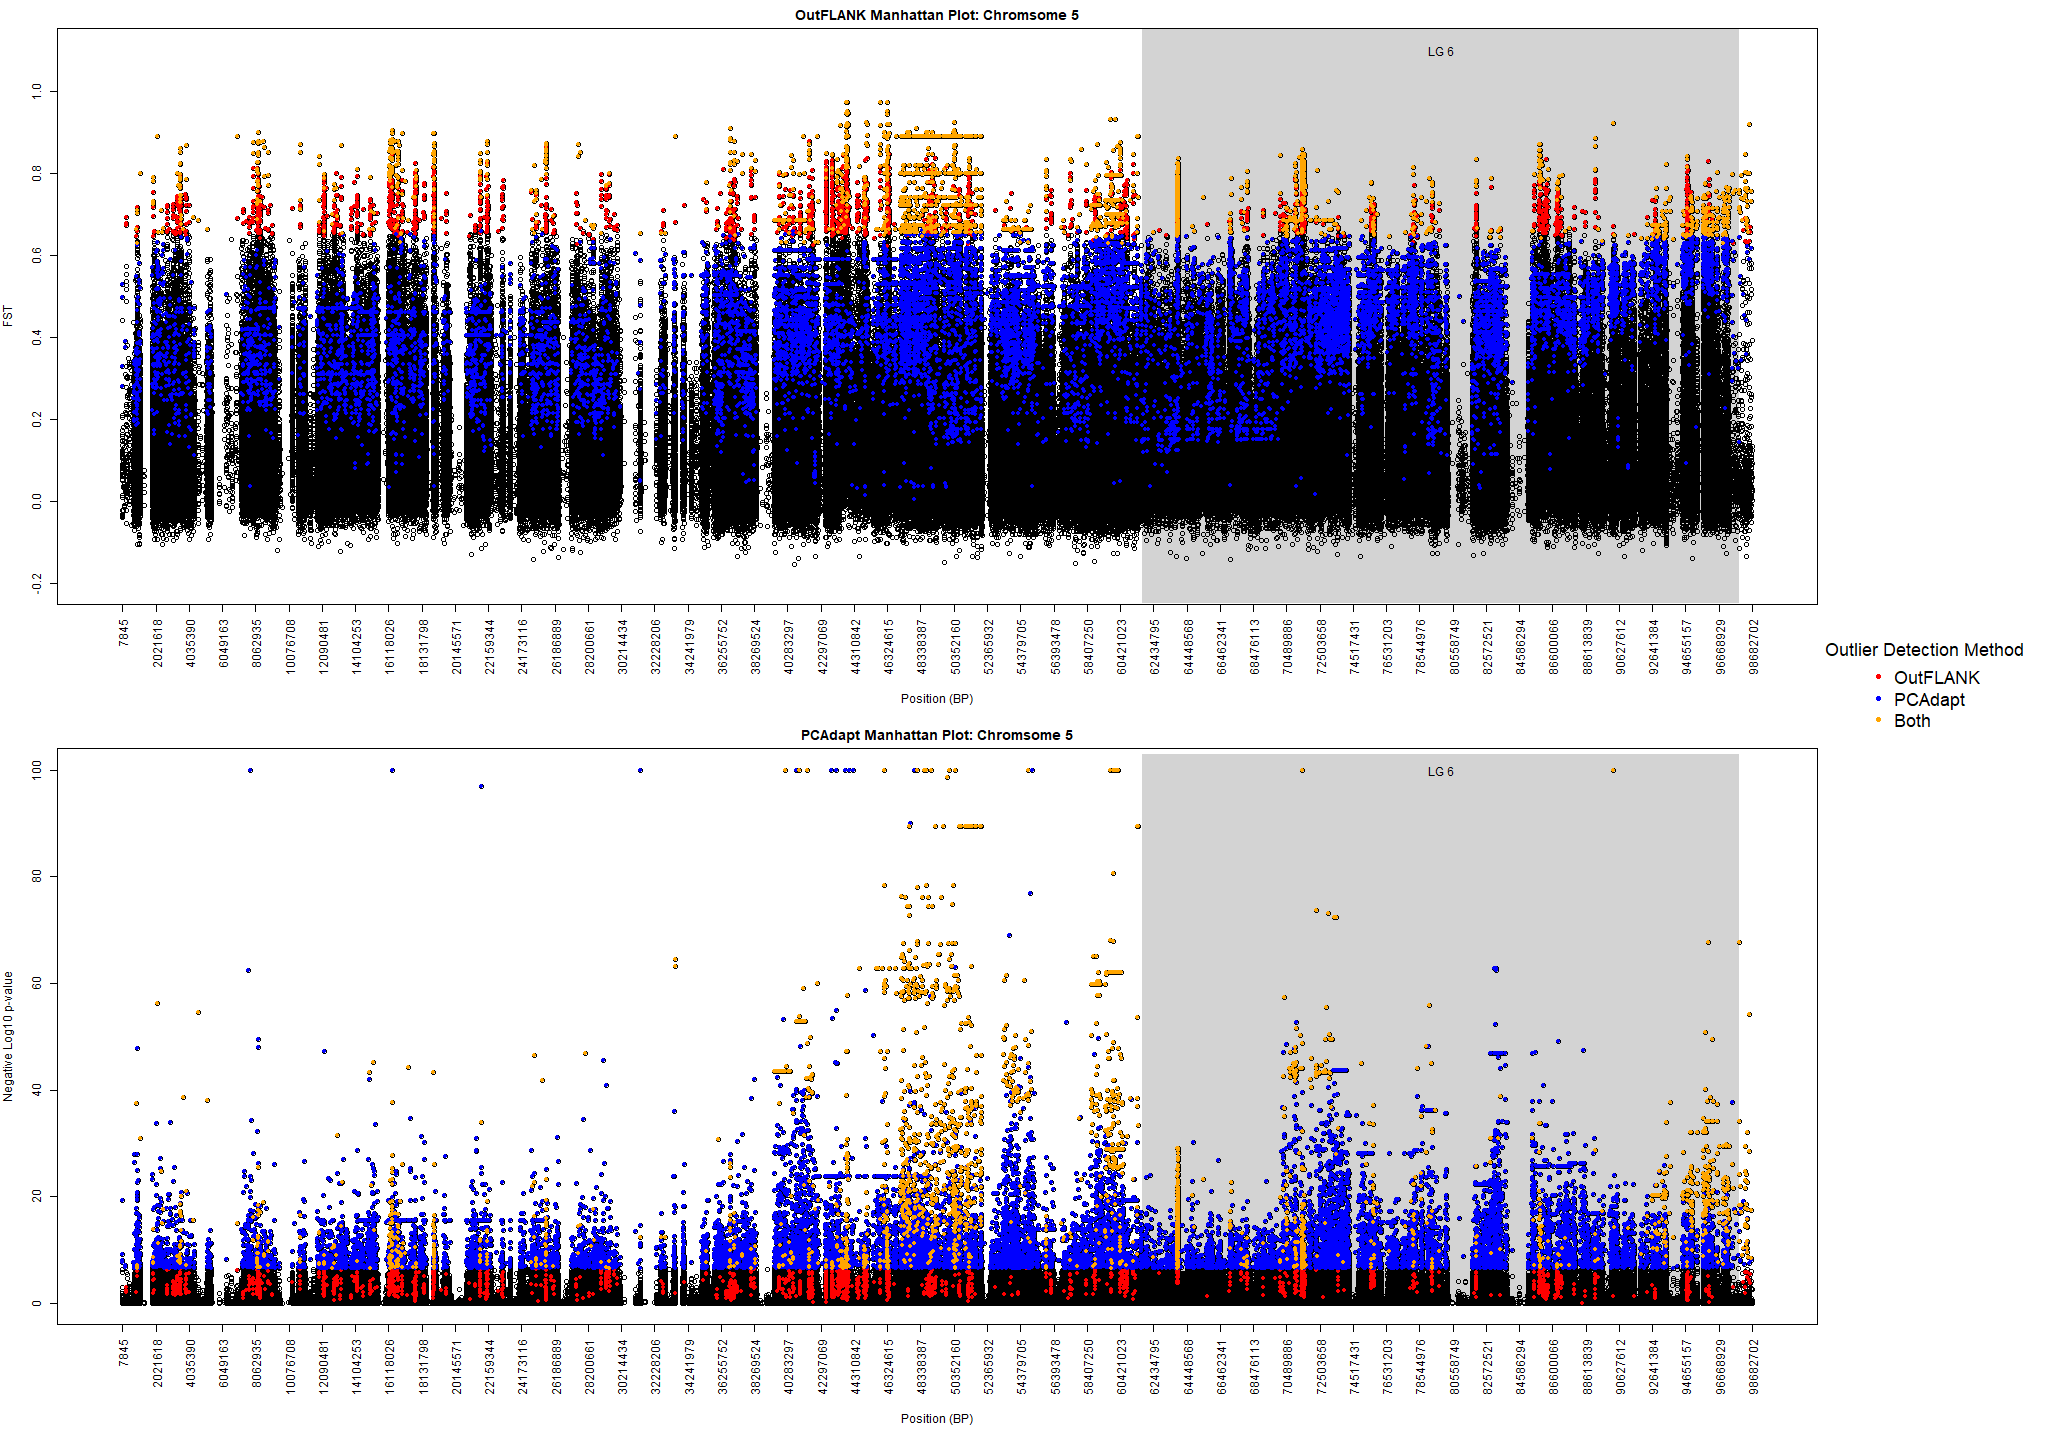 OutFLANK Manhattan Plot: Chromsome 5
LG 6
1.0
0.8
0.6
0.4
0.2
0.0
-0.2
FST
7845 2021618 4035390 6049163 8062935 10076708 12090481 14104253 16118026 18131798 20145571 22159344 24173116 26186889 28200661 30214434 32228206 34241979 36255752 38269524 40283297 42297069 44310842 46324615 48338387 50352160 52365932 54379705 56393478 58407250 60421023 62434795 64448568 66462341 68476113 70489886 72503658 74517431 76531203 78544976 80558749 82572521 84586294 86600066 88613839 90627612 92641384 94655157 96668929 98682702
Position (BP)
Outlier Detection Method
OutFLANK
PCAdapt
Both
PCAdapt Manhattan Plot: Chromsome 5
LG 6
100
80
60
40
20
0
Negative Log10 p-value
7845 2021618 4035390 6049163 8062935 10076708 12090481 14104253 16118026 18131798 20145571 22159344 24173116 26186889 28200661 30214434 32228206 34241979 36255752 38269524 40283297 42297069 44310842 46324615 48338387 50352160 52365932 54379705 56393478 58407250 60421023 62434795 64448568 66462341 68476113 70489886 72503658 74517431 76531203 78544976 80558749 82572521 84586294 86600066 88613839 90627612 92641384 94655157 96668929 98682702
Position (BP)